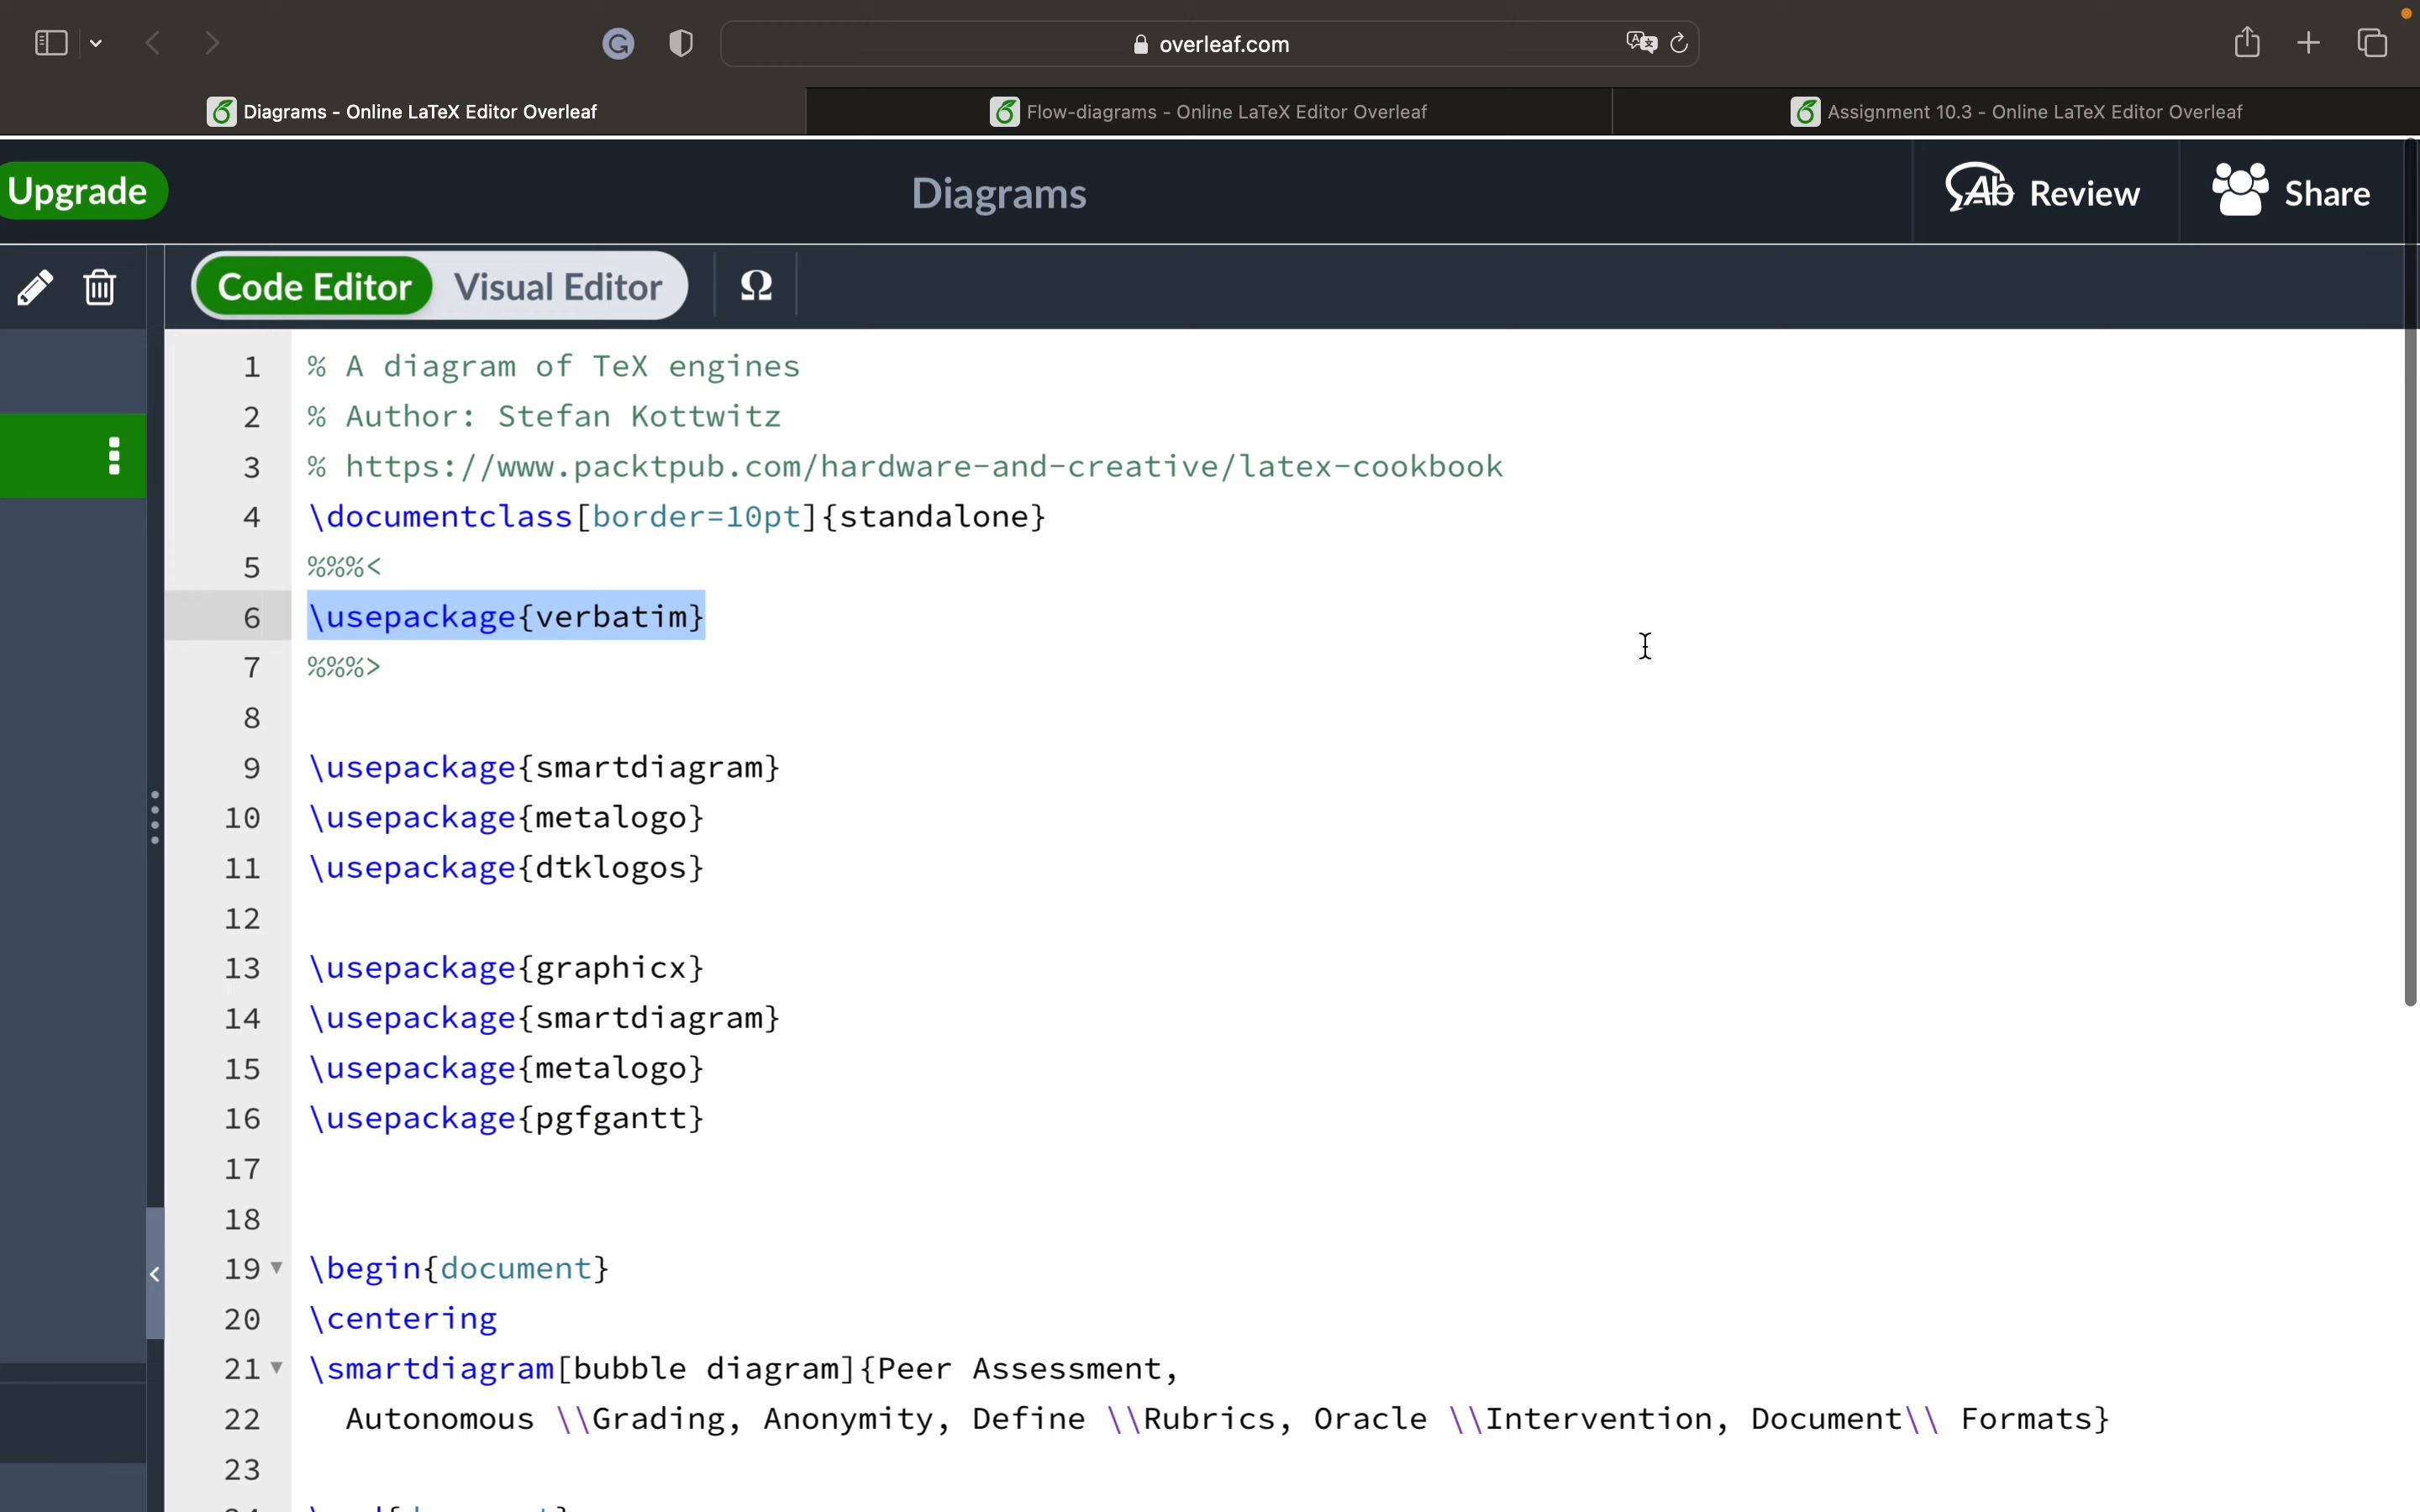 overleaf.com
Diagrams - Online LaTeX Editor Overleaf
Flow-diagrams - Online LaTeX Editor Overleaf
Assignment 10.3 - Online LaTeX Editor Overleaf
Upgrade
Diagrams
Review
Share
Code Editor
Visual Editor
Ω
1 % A diagram of TeX engines
2 % Author: Stefan Kottwitz
3 % https://www.packtpub.com/hardware-and-creative/latex-cookbook
4 \documentclass[border=10pt]{standalone}
5 %%%<
6 \usepackage{verbatim}
7 %%%>
8
9 \usepackage{smartdiagram}
10 \usepackage{metalogo}
11 \usepackage{dtklogos}
12
13 \usepackage{graphicx}
14 \usepackage{smartdiagram}
15 \usepackage{metalogo}
16 \usepackage{pgfgantt}
17
18
19 \begin{document}
20 \centering
21 \smartdiagram[bubble diagram]{Peer Assessment,
22 Autonomous \\Grading, Anonymity, Define \\Rubrics, Oracle \\Intervention, Document\\ Formats}
23